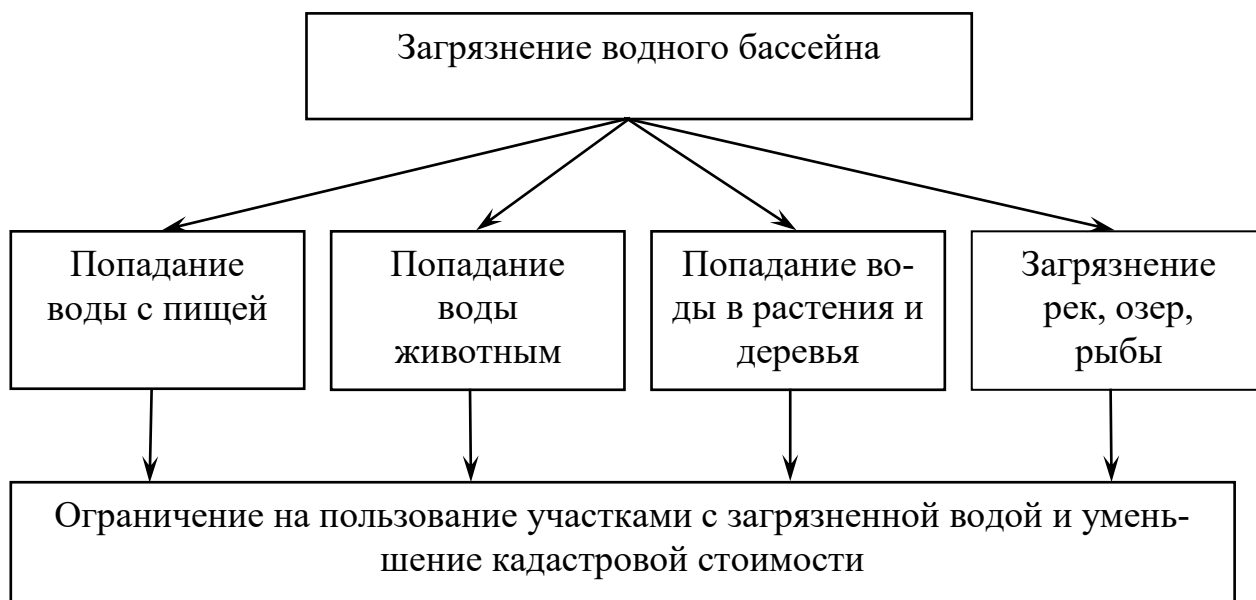 Загрязнение водного бассейна
Попадание
воды с пищей
Попадание
воды
животным
Попадание во-
ды в растения и
деревья
Загрязнение
рек, озер,
рыбы
Ограничение на пользование участками с загрязненной водой и умень-
шение кадастровой стоимости